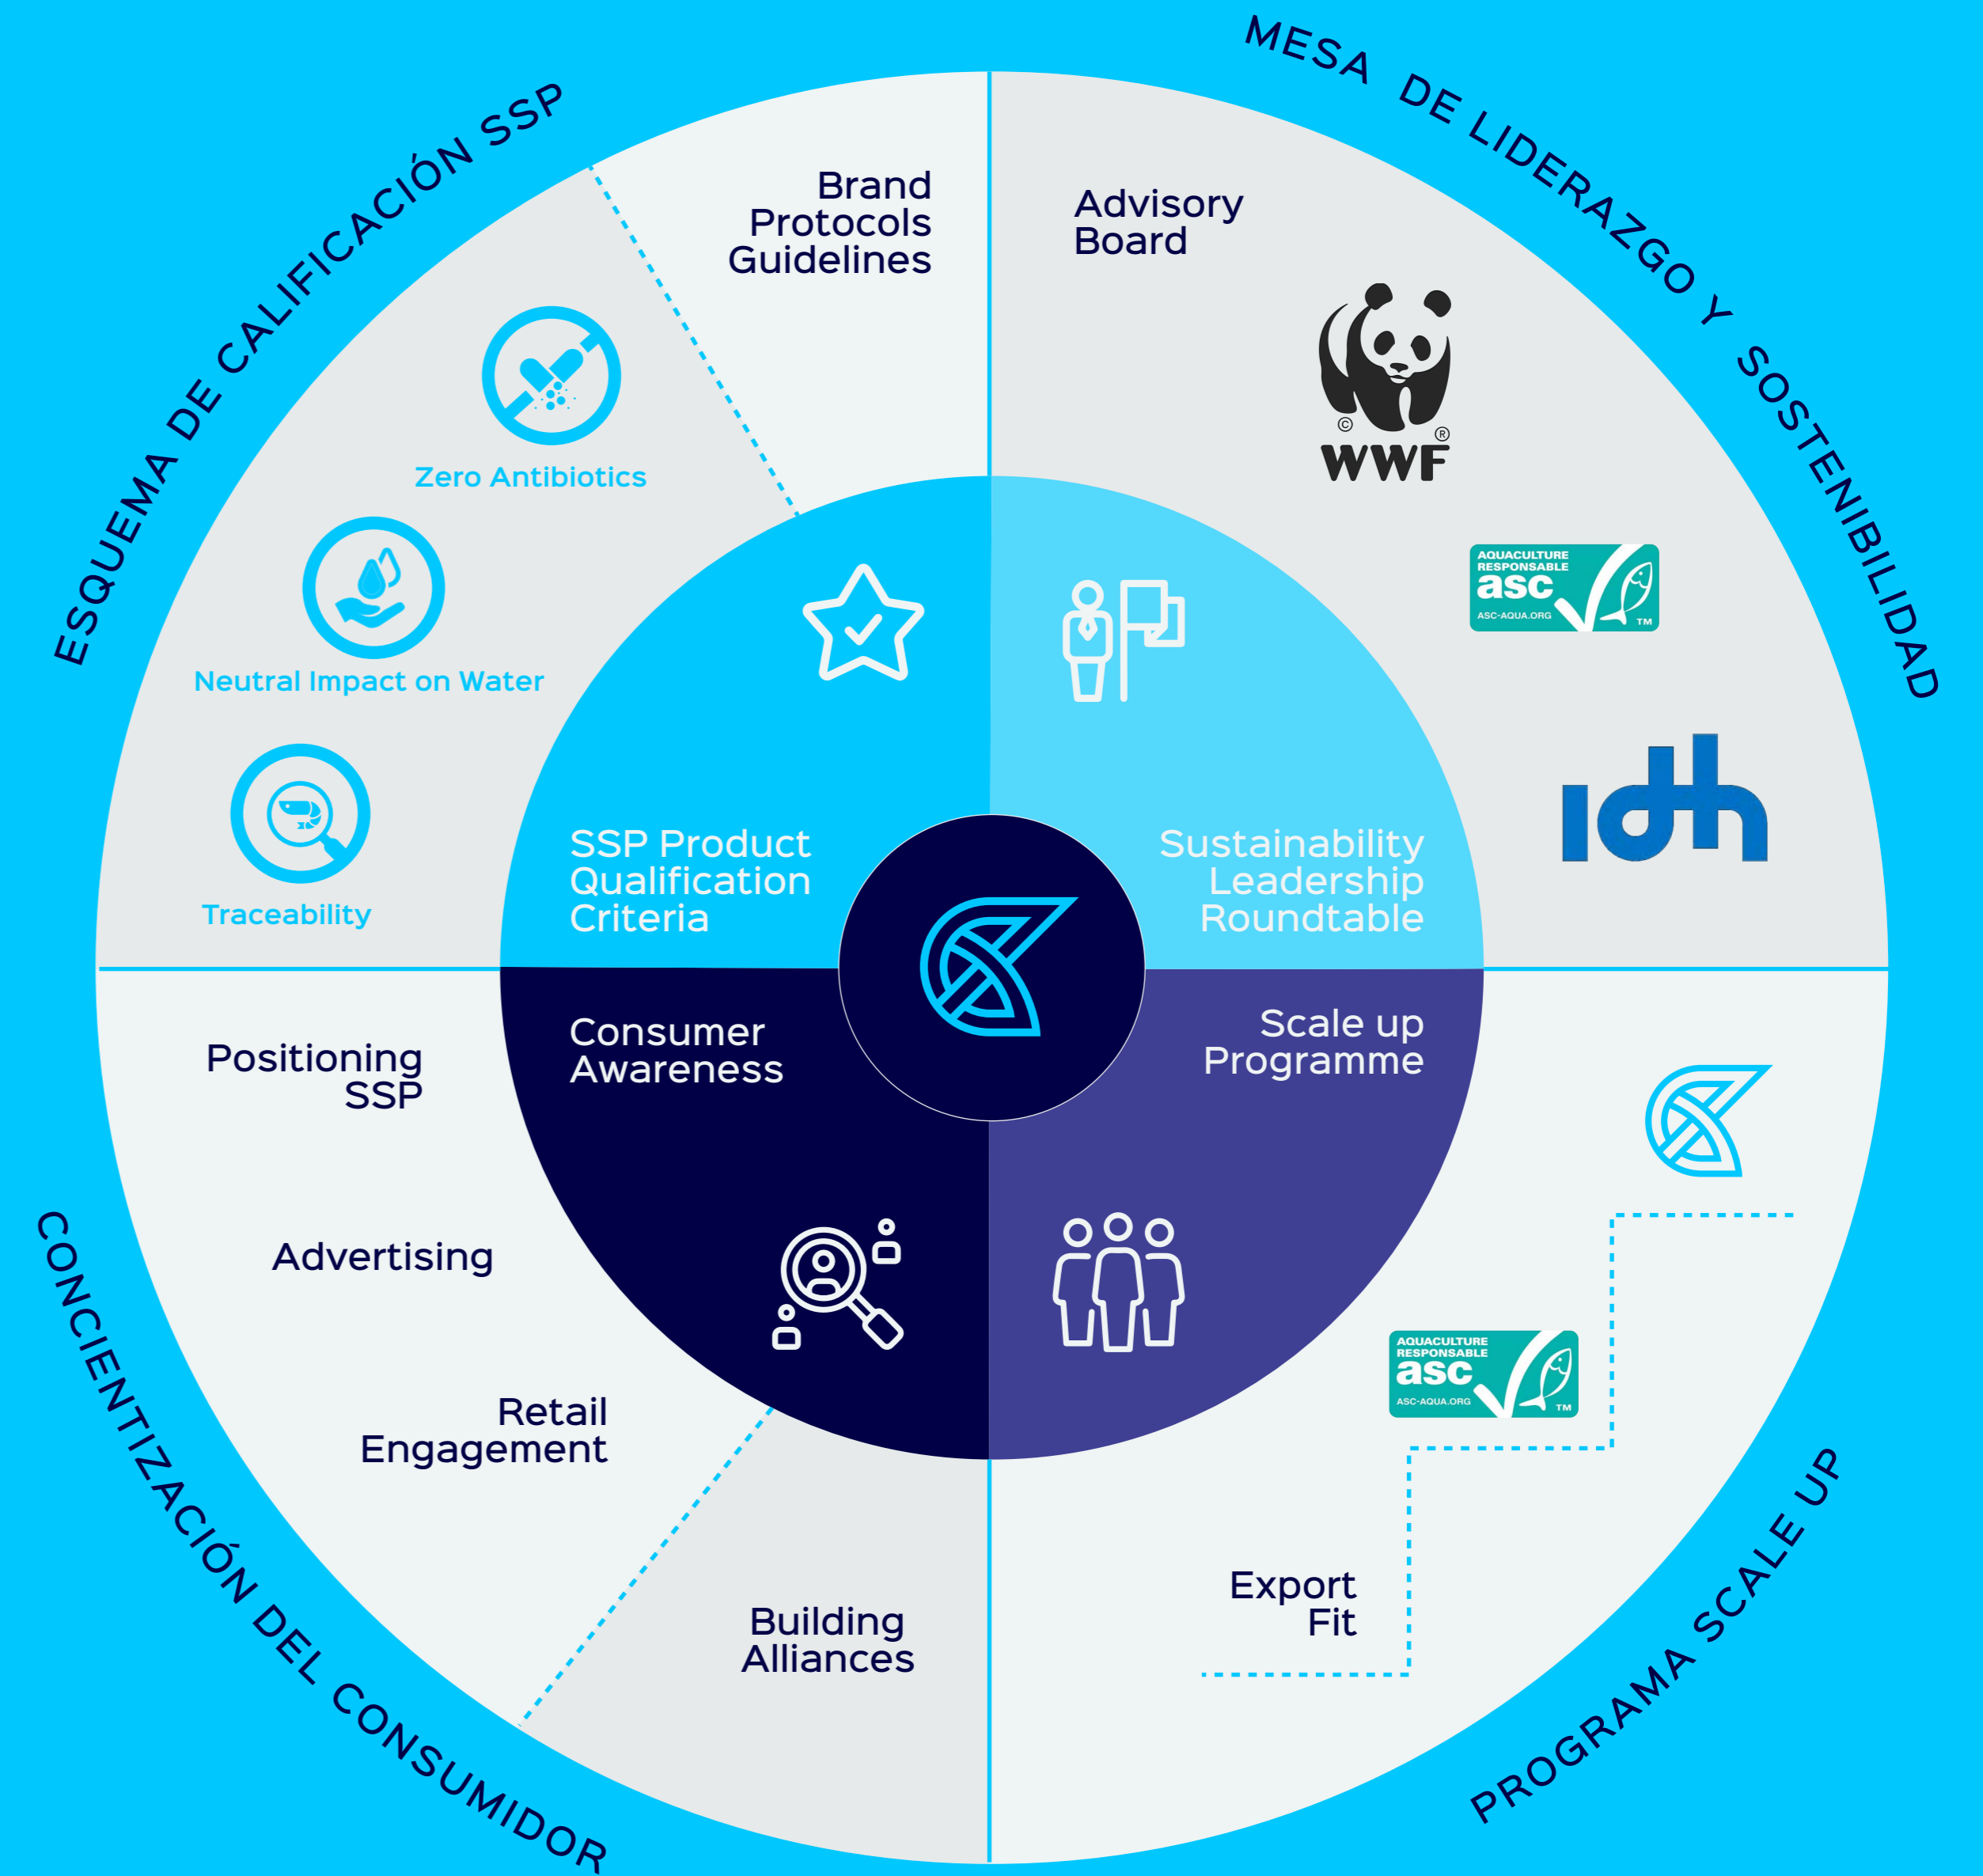 ESQUEMA DE CALIFICACIÓN SSP
MESA DE LIDERAZGO Y SOSTENIBILIDAD
Brand
Protocols
Guidelines
Advisory
Board
Zero Antibiotics
Neutral Impact on Water
Traceability
©
®
WWF
AQUACULTURE
RESPONSABLE
asc
ASC-AQUA.ORG
TM
idh
SSP Product
Qualification
Criteria
Sustainability
Leadership
Roundtable
Consumer
Awareness
Scale up
Programme
Positioning
SSP
Advertising
Retail
Engagement
Building
Alliances
AQUACULTURE
RESPONSABLE
asc
ASC-AQUA.ORG
TM
Export
Fit
CONCIENTIZACIÓN DEL CONSUMIDOR
PROGRAMA SCALE UP